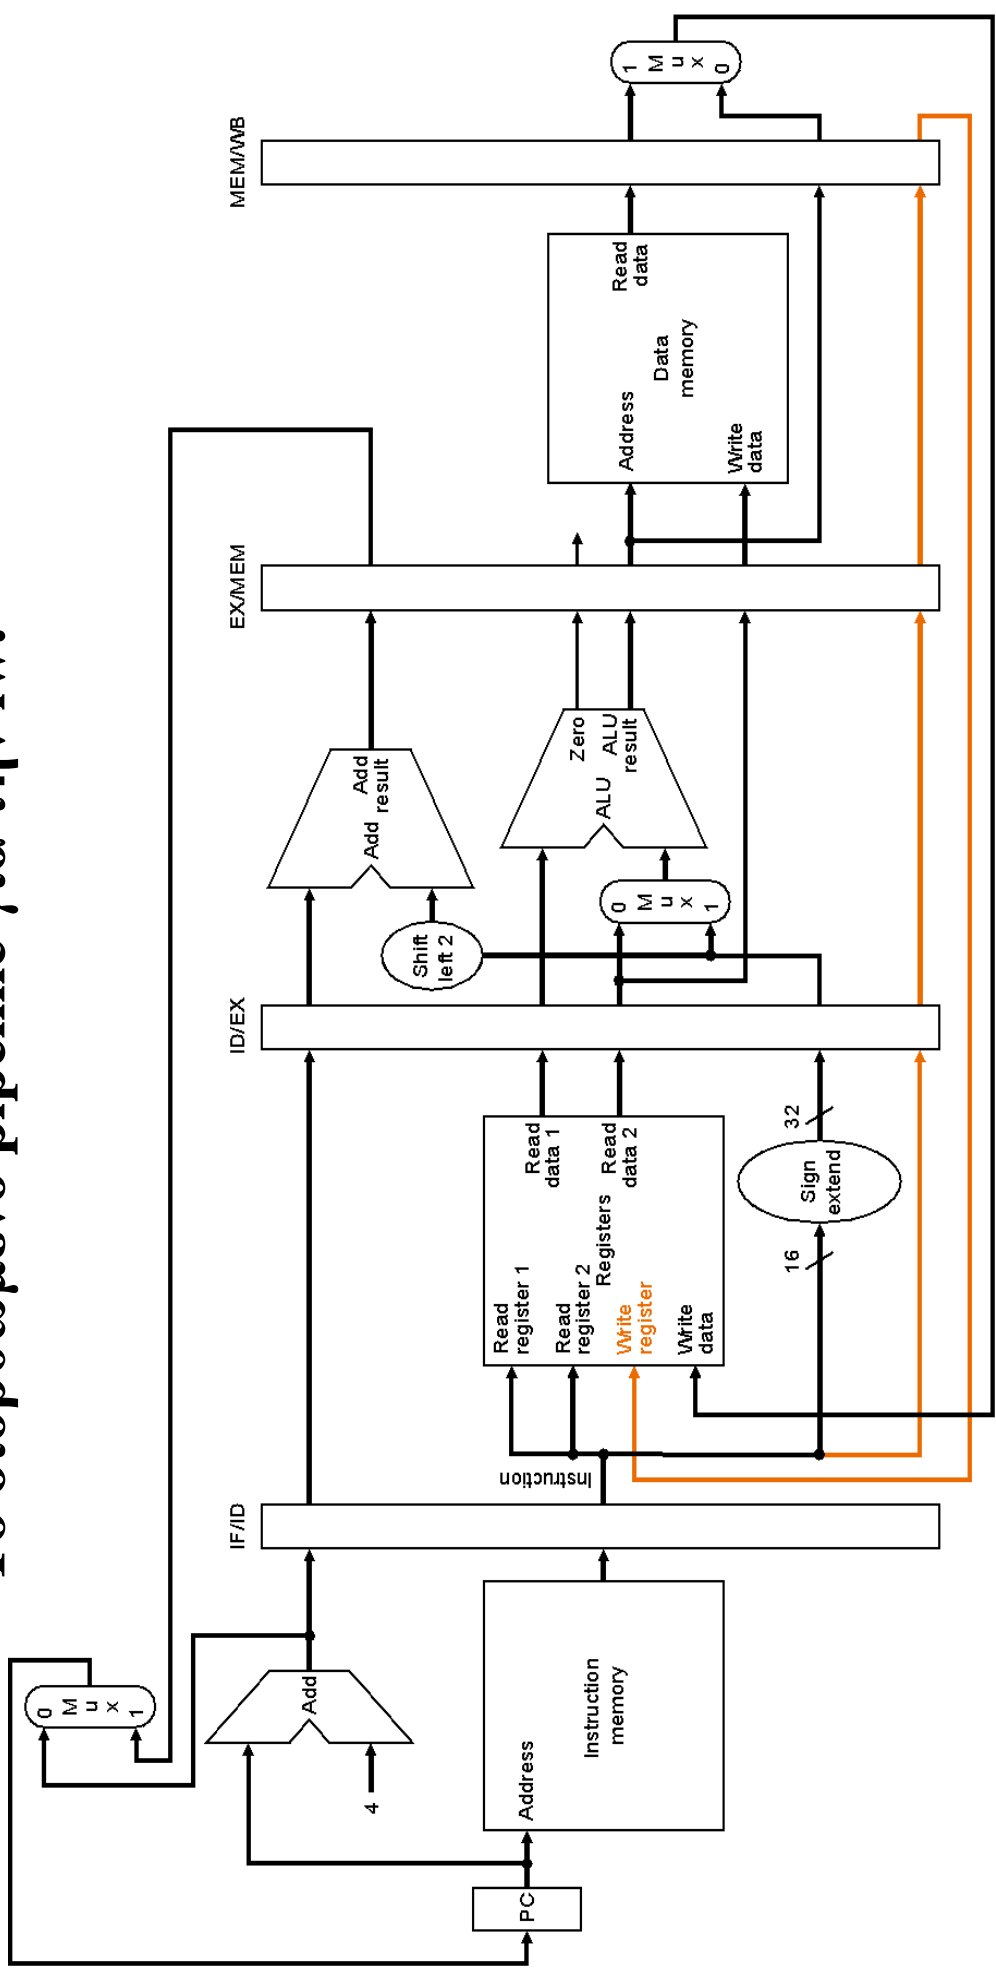 pipeline
0
M
u
x
1
IF/ID
ID/EX
EX/MEM
MEM/WB
Add
4
Add
Add
result
Shift
left 2
PC
Address
Instruction
memory
Instruction
Read
register 1
Read
register 2
Registers
Write
register
Write
data
Read
data 1
Read
data 2
16
Sign
extend
32
0
M
u
x
1
ALU
Zero
ALU
result
Address
Write
data
Data
memory
Read
data
1
M
u
x
0